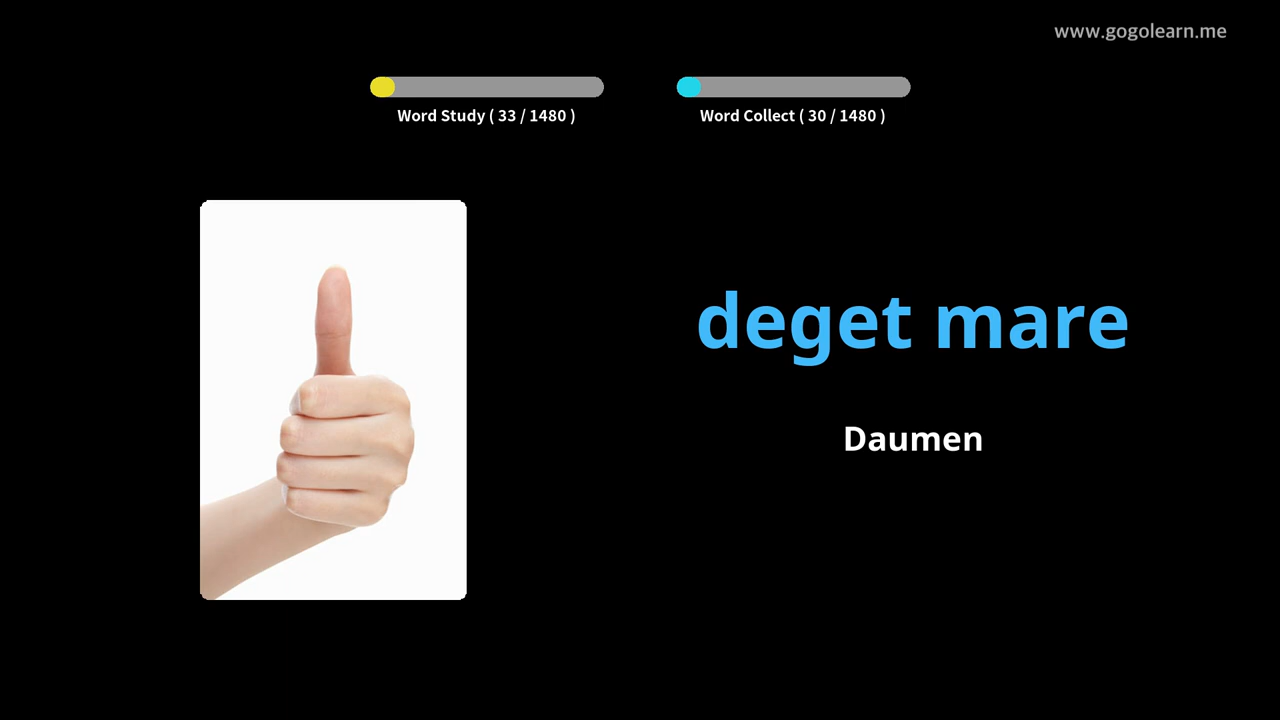 www.gogolearn.me
Word Study ( 33 / 1480 )
Word Collect ( 30 / 1480 )
deget mare
Daumen